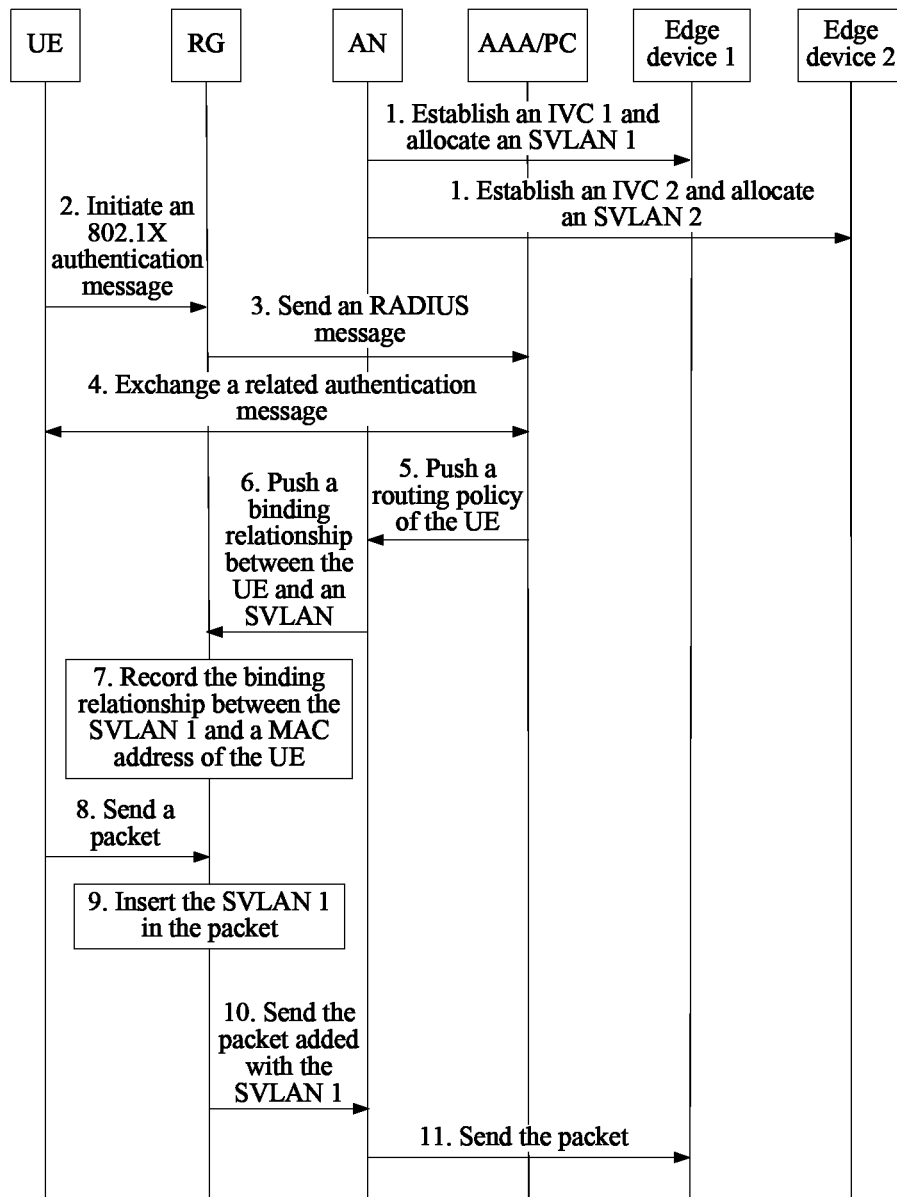 UE
RG
AN
AAA/PC
Edge
device 1
Edge
device 2
1. Establish an IVC 1 and
allocate an SVLAN 1
1. Establish an IVC 2 and allocate
an SVLAN 2
2. Initiate an
802.1X
authentication
message
3. Send an RADIUS
message
4. Exchange a related authentication
message
5. Push a
routing policy
of the UE
6. Push a
binding
relationship
between the
UE and an
SVLAN
7. Record the binding
relationship between the
SVLAN 1 and a MAC
address of the UE
8. Send a
packet
9. Insert the SVLAN 1
in the packet
10. Send the
packet added
with the
SVLAN 1
11. Send the packet